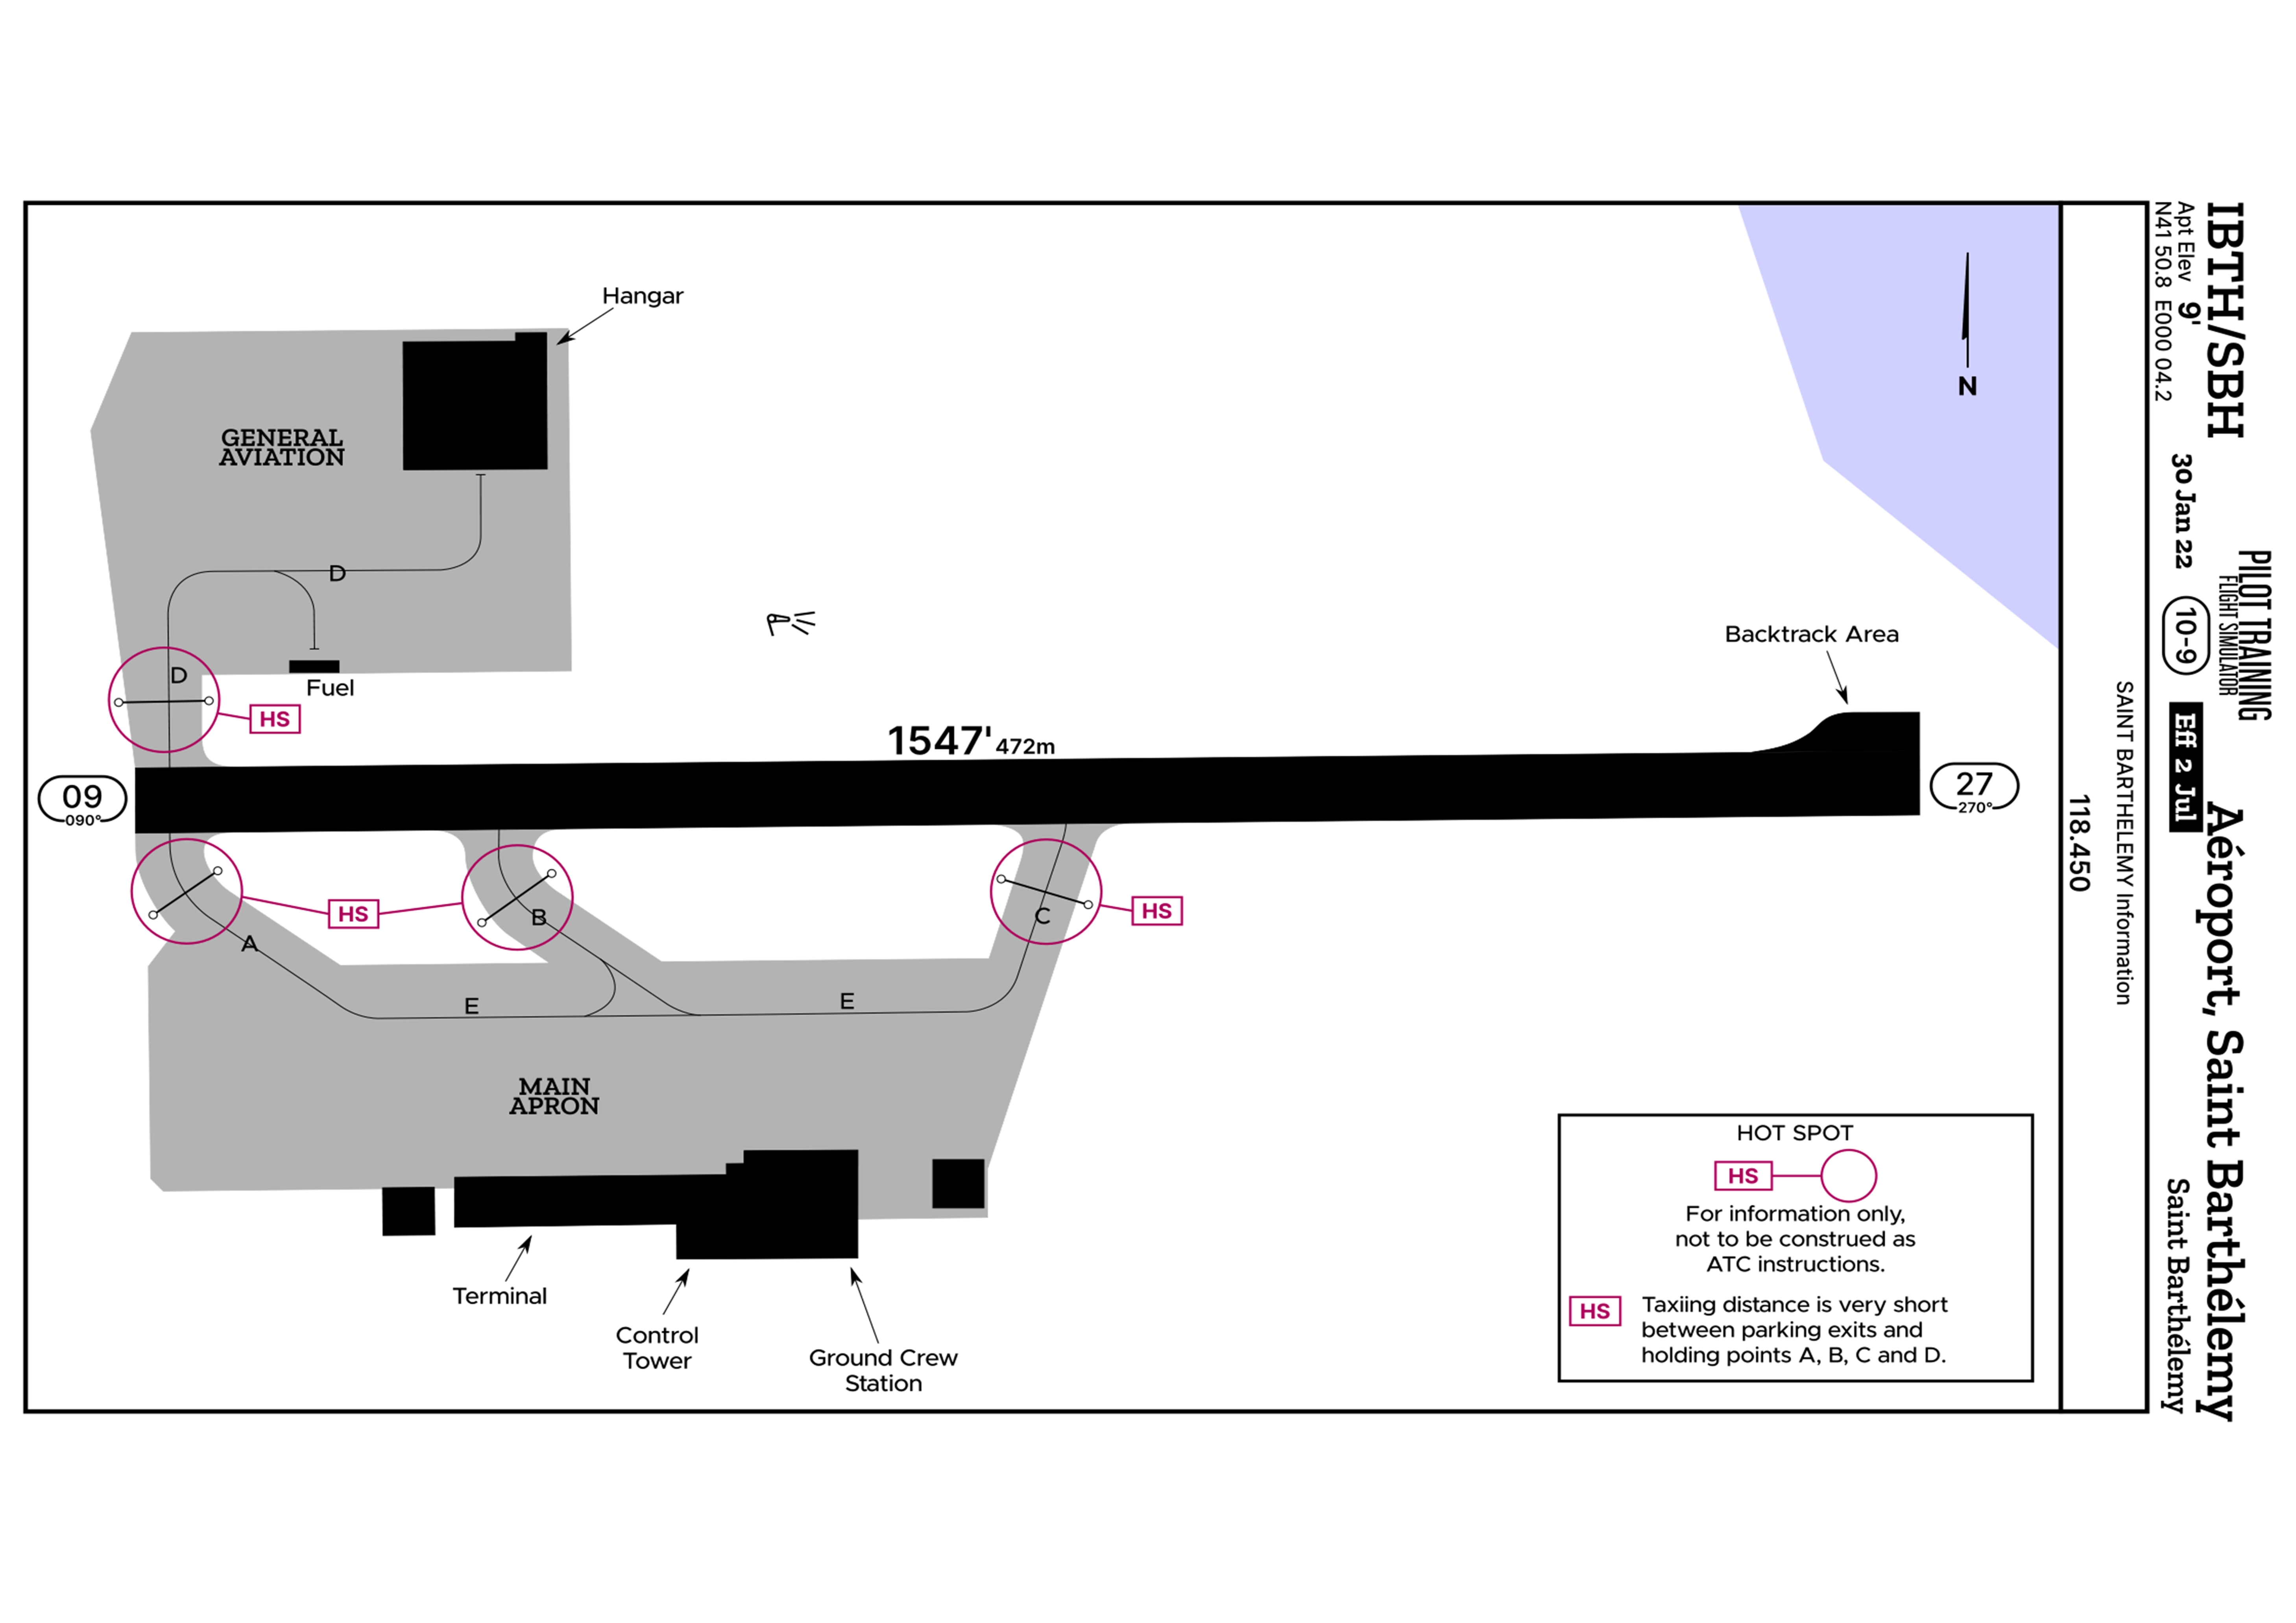 IBTH/SBH
Apt Elev 9'
N41 50.8 E000 04.2
30 Jan 22
10-9
Eff 2 Jul
PILOT TRAINING
FLIGHT SIMULATOR
Aéroport, Saint Barthélemy
Saint Barthélemy
SAINT BARTHELEMY Information
118.450
N
Hangar
GENERAL
AVIATION
D
D
Fuel
HS
Backtrack Area
1547' 472m
09
090°
27
270°
HS
HS
A
B
C
E
E
MAIN
APRON
Terminal
Control
Tower
Ground Crew
Station
HOT SPOT
HS
For information only,
not to be construed as
ATC instructions.
HS
Taxiing distance is very short
between parking exits and
holding points A, B, C and D.